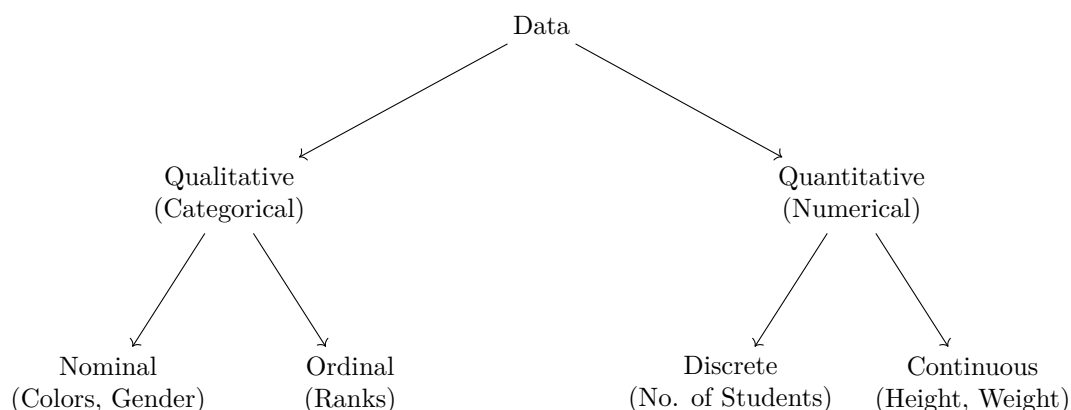 Data
Qualitative
(Categorical)
Quantitative
(Numerical)
Nominal
(Colors, Gender)
Ordinal
(Ranks)
Discrete
(No. of Students)
Continuous
(Height, Weight)